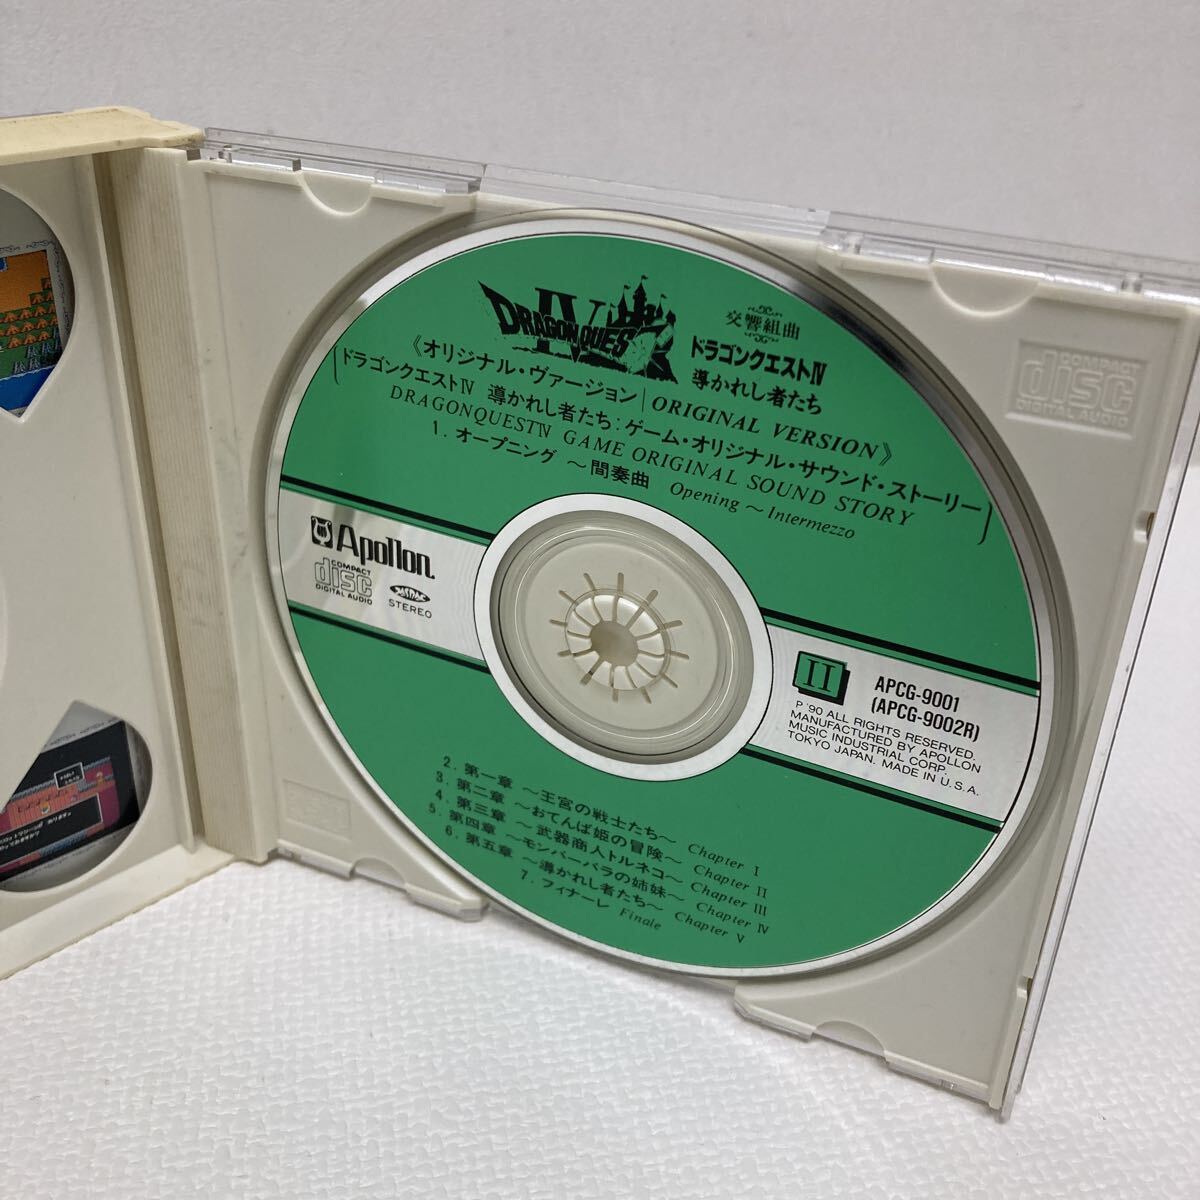 DRAGON QUEST
IV
交響組曲
ドラゴンクエストⅣ
導かれし者たち
《オリジナル・ヴァージョン|ORIGINAL VERSION》
[ドラゴンクエストⅣ 導かれし者たち:ゲーム・オリジナル・サウンド・ストーリー]
DRAGONQUESTⅣ GAME ORIGINAL SOUND STORY
1. オープニング ～間奏曲 Opening ～ Intermezzo
Apollon
COMPACT
disc
DIGITAL AUDIO
STEREO
II
APCG-9001
(APCG-9002R)
P '90 ALL RIGHTS RESERVED.
MANUFACTURED BY APOLLON
MUSIC INDUSTRIAL CORP.
TOKYO JAPAN. MADE IN U.S.A.
2. 第一章 ～王宮の戦士たち～ Chapter Ⅰ
3. 第二章 ～おてんば姫の冒険～ Chapter Ⅱ
4. 第三章 ～武器商人トルネコ～ Chapter Ⅲ
5. 第四章 ～モンバーバラの姉妹～ Chapter Ⅳ
6. 第五章 ～導かれし者たち～ Chapter Ⅴ
7. フィナーレ Finale
COMPACT
disc
DIGITAL AUDIO